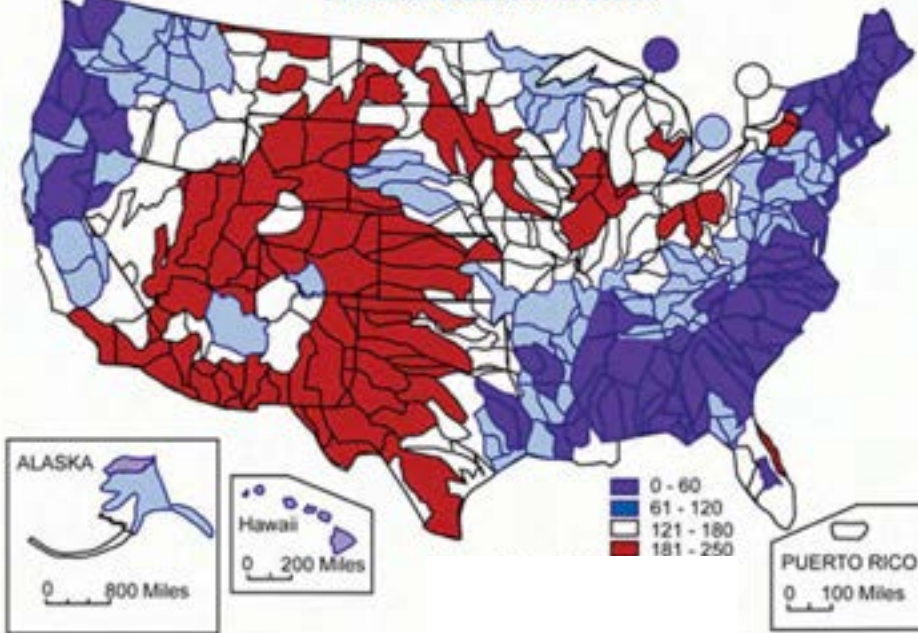 ALASKA
0 800 Miles
Hawaii
0 200 Miles
0 - 60
61 - 120
121 - 180
181 - 250
PUERTO RICO
0 100 Miles